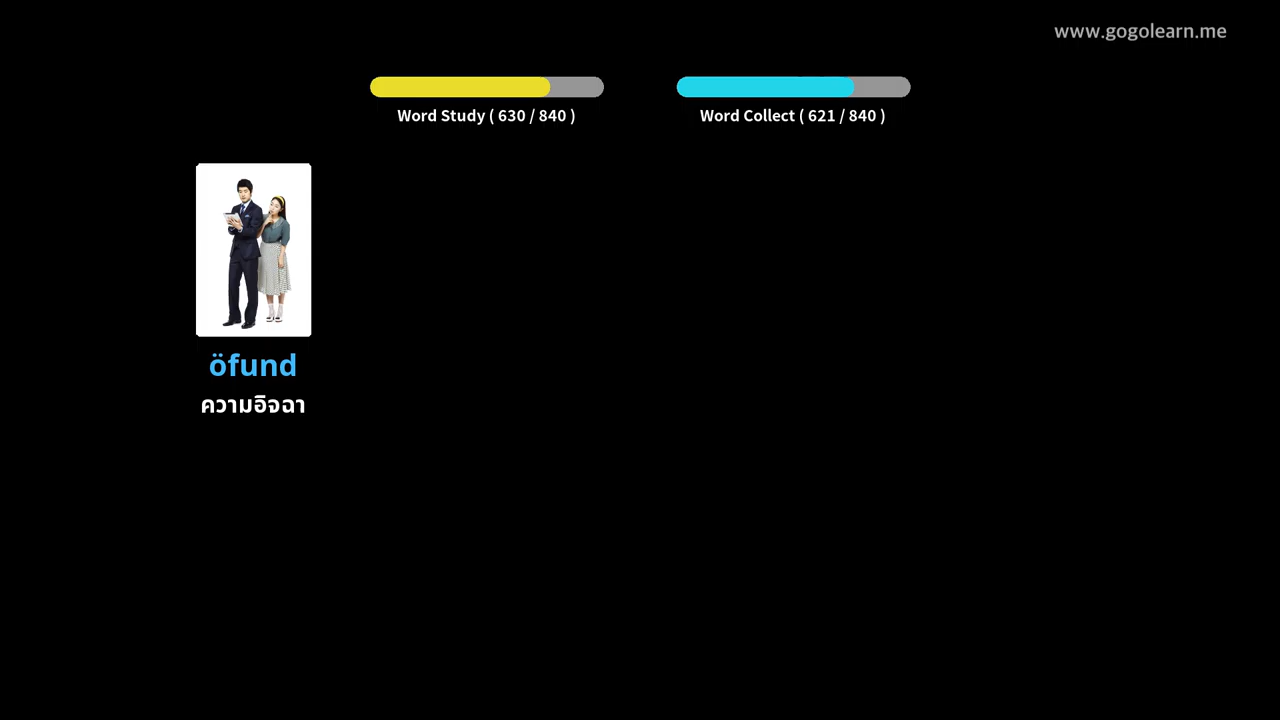 www.gogolearn.me
Word Study ( 630 / 840 )
Word Collect ( 621 / 840 )
öfund
ความอิจฉา